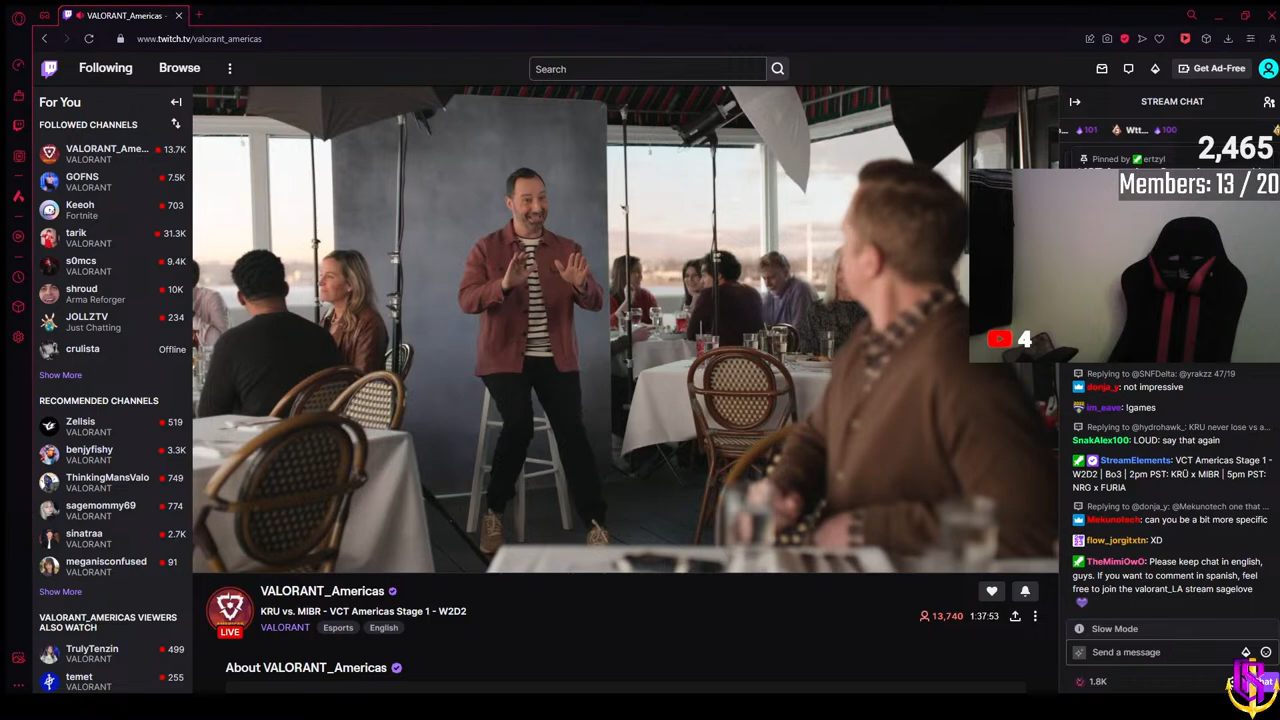 VALORANT_Americas -
www.twitch.tv/valorant_americas
Following
Browse
Search
Get Ad-Free
For You
FOLLOWED CHANNELS
VALORANT_Ame...
13.7K
VALORANT
GOFNS
7.5K
VALORANT
Keeoh
703
Fortnite
tarik
31.3K
VALORANT
s0mcs
9.4K
VALORANT
shroud
10K
Arma Reforger
JOLLZTV
234
Just Chatting
crulista
Offline
Show More
RECOMMENDED CHANNELS
Zellsis
519
VALORANT
benjyfishy
3.3K
VALORANT
ThinkingMansValo
749
VALORANT
sagemommy69
774
VALORANT
sinatraa
2.7K
VALORANT
meganisconfused
91
VALORANT
Show More
VALORANT_AMERICAS VIEWERS
ALSO WATCH
TrulyTenzin
499
VALORANT
temet
255
VALORANT
LIVE
VALORANT_Americas
KRU vs. MIBR - VCT Americas Stage 1 - W2D2
VALORANT
Esports
English
13,740
1:37:53
About VALORANT_Americas
STREAM CHAT
101
Wtt...
100
Pinned by ertzyl
2,465
Members: 13 / 20
4
Replying to @SNFDelta: @yrakzz 47/19
donja_y: not impressive
im_eave: !games
Replying to @hydrohawk_: KRU never lose vs a...
SnakAlex100: LOUD: say that again
StreamElements: VCT Americas Stage 1 -
W2D2 | Bo3 | 2pm PST: KRÜ x MIBR | 5pm PST:
NRG x FURIA
Replying to @donja_y: @Mekunotech one that ...
Mekunotech: can you be a bit more specific
flow_jorgitxtn: XD
TheMimiOwO: Please keep chat in english,
guys. If you want to comment in spanish, feel
free to join the valorant_LA stream sagelove
Slow Mode
Send a message
1.8K